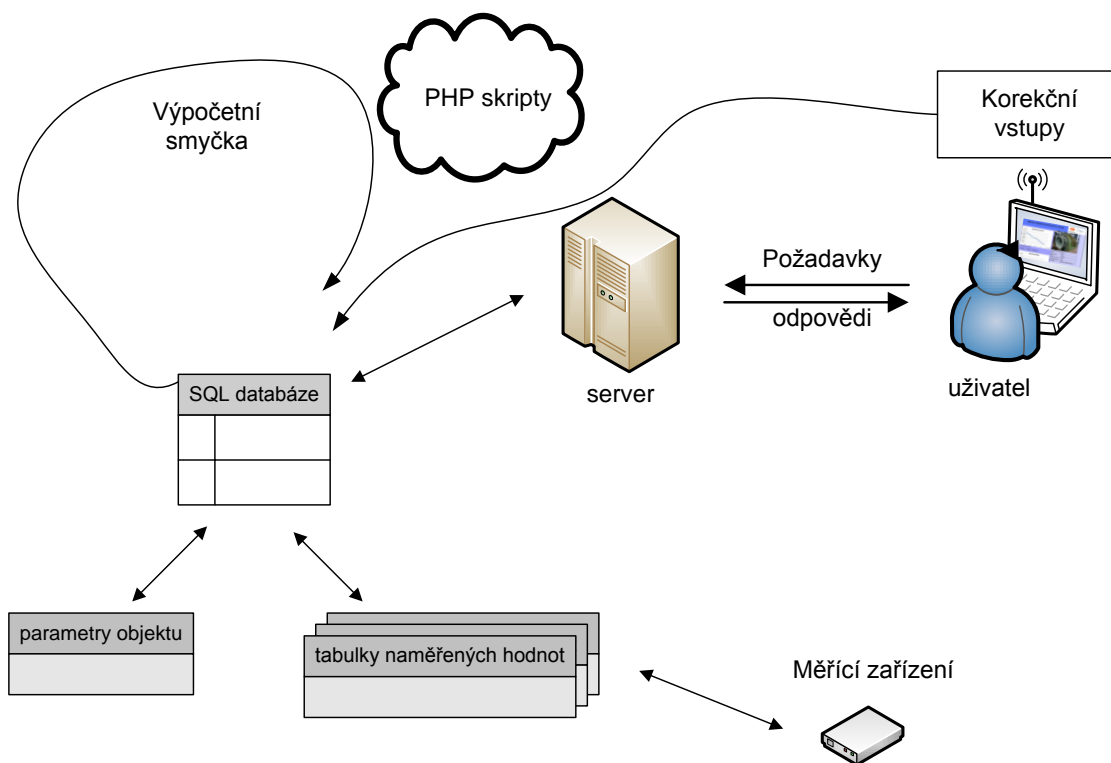 PHP skripty
Výpočetní
smyčka
Korekční
vstupy
Požadavky
odpovědi
server
uživatel
SQL databáze
parametry objektu
tabulky naměřených hodnot
Měřící zařízení